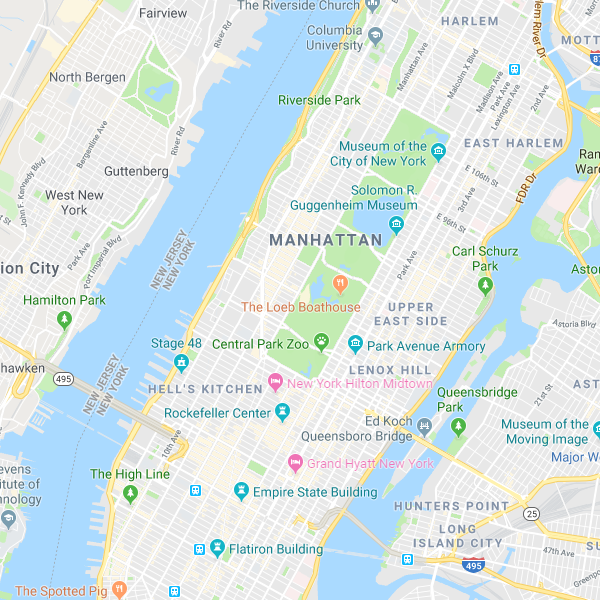 Fairview
River Rd
The Riverside Church
HARLEM
Columbia
University
Harlem River Dr
MOTT
87
North Bergen
Manhattan Ave
Malcolm X Blvd
Madison Ave
Park Ave
Lexington Ave
2nd Ave
Riverside Park
Bergenline Ave
River Rd
Museum of the
City of New York
EAST HARLEM
Ran
Ward
John F. Kennedy Blvd
Guttenberg
E 106th St
West New
York
Solomon R.
Guggenheim Museum
3rd Ave
FDR Dr
E 96th St
MANHATTAN
Park Ave
Port Imperial Blvd
NEW JERSEY
NEW YORK
Carl Schurz
Park
Park Ave
ion City
Astor
Hamilton Park
The Loeb Boathouse
UPPER
EAST SIDE
Astoria Blvd
Stage 48
Central Park Zoo
Park Avenue Armory
hawken
495
NEW JERSEY
NEW YORK
LENOX HILL
HELL'S KITCHEN
New York Hilton Midtown
AST
21st St
Queensbridge
Park
Rockefeller Center
Ed Koch
Queensboro Bridge
Museum of the
Moving Image
10th Ave
Major W
Grand Hyatt New York
evens
itute of
hnology
The High Line
Empire State Building
HUNTERS POINT
25
LONG
ISLAND CITY
Flatiron Building
47th Ave
495
Greenpo
The Spotted Pig